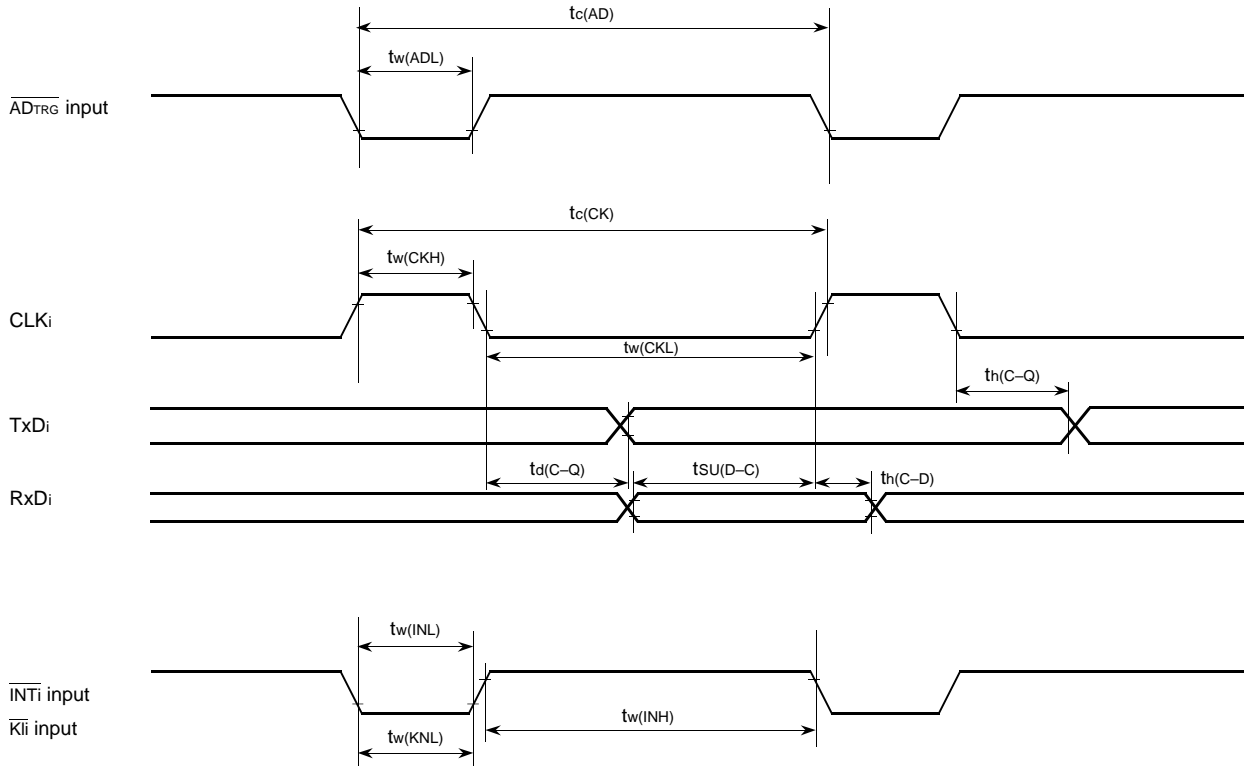 tc(AD)
tw(ADL)
ADTRG input
tc(CK)
tw(CKH)
CLKi
tw(CKL)
th(C–Q)
TxDi
td(C–Q)
tSU(D–C)
th(C–D)
RxDi
tw(INL)
INTi input
KIi input
tw(INH)
tw(KNL)